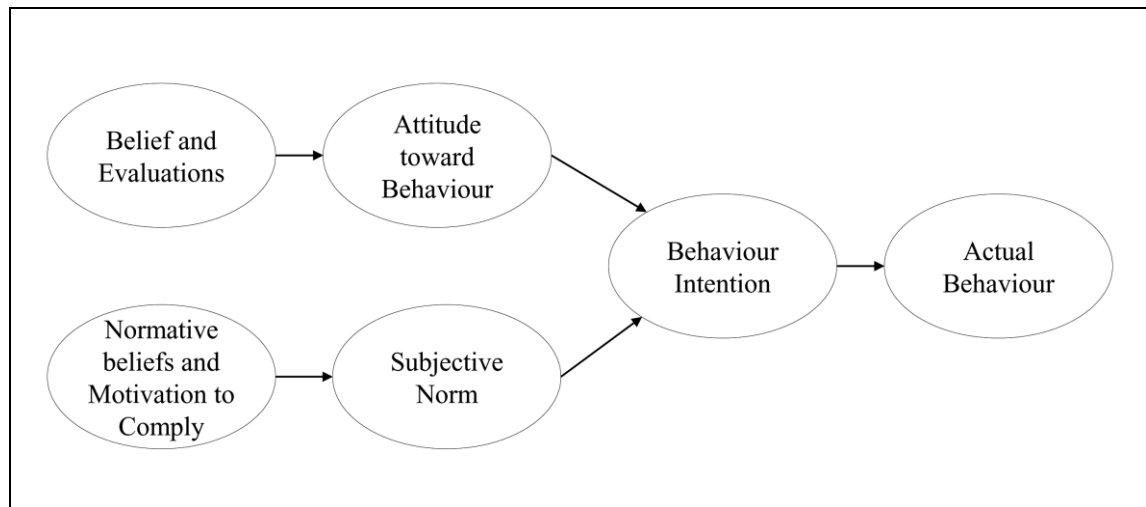 Belief and
Evaluations
Attitude
toward
Behaviour
Behaviour
Intention
Actual
Behaviour
Normative
beliefs and
Motivation to
Comply
Subjective
Norm